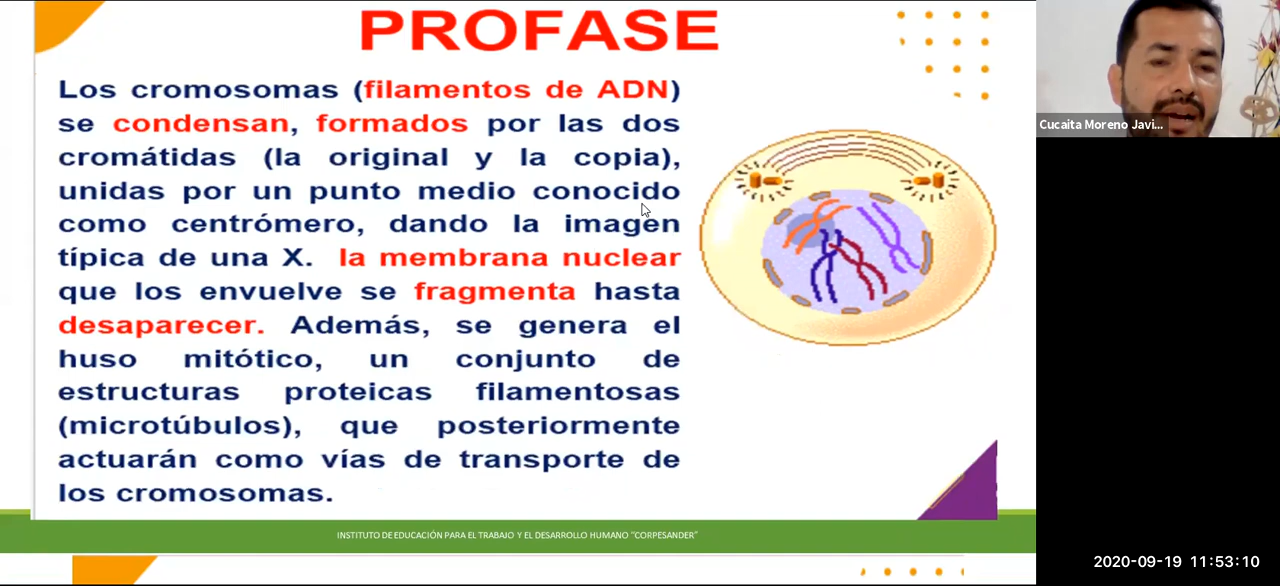 PROFASE
Los cromosomas (filamentos de ADN)
se condensan, formados por las dos
cromátidas (la original y la copia),
unidas por un punto medio conocido
como centrómero, dando la imagen
típica de una X. la membrana nuclear
que los envuelve se fragmenta hasta
desaparecer. Además, se genera el
huso mitótico, un conjunto de
estructuras proteicas filamentosas
(microtúbulos), que posteriormente
actuarán como vías de transporte de
los cromosomas.
INSTITUTO DE EDUCACIÓN PARA EL TRABAJO Y EL DESARROLLO HUMANO "CORPESANDER"
Cucaita Moreno Javi...
2020-09-19 11:53:10